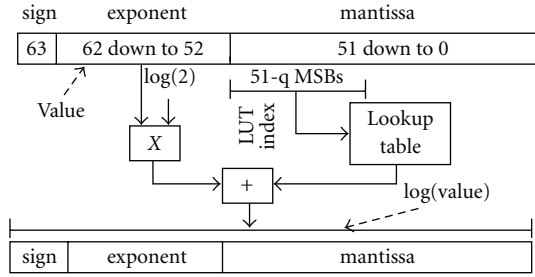 sign exponent mantissa
63 62 down to 52 51 down to 0
log(2)
51-q MSBs
Value
LUT
index
Lookup
table
X
+
log(value)
sign exponent mantissa